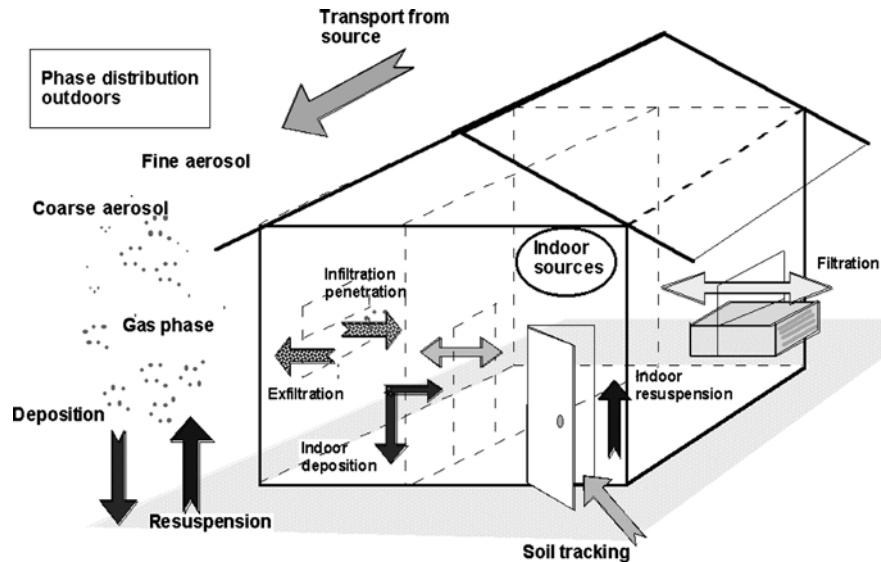 Transport from
source
Phase distribution
outdoors
Fine aerosol
Coarse aerosol
Indoor
sources
Filtration
Infiltration
penetration
Gas phase
Exfiltration
Indoor
resuspension
Deposition
Indoor
deposition
Resuspension
Soil tracking